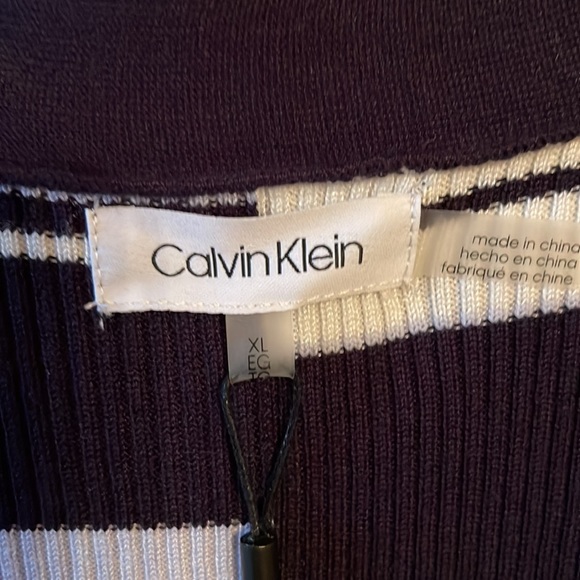 Calvin Klein
made in china
hecho en china
fabriqué en chine
XL
EG